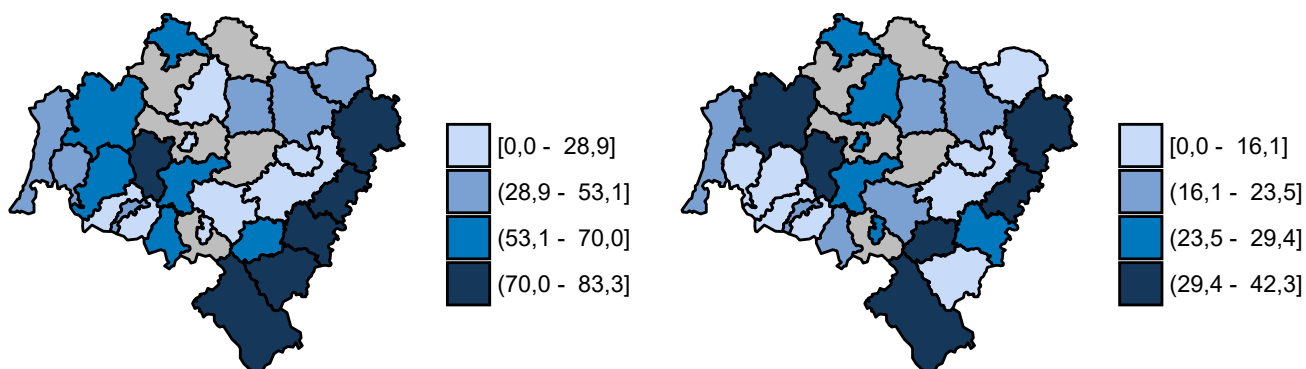 [0,0 - 28,9]
(28,9 - 53,1]
(53,1 - 70,0]
(70,0 - 83,3]
[0,0 - 16,1]
(16,1 - 23,5]
(23,5 - 29,4]
(29,4 - 42,3]